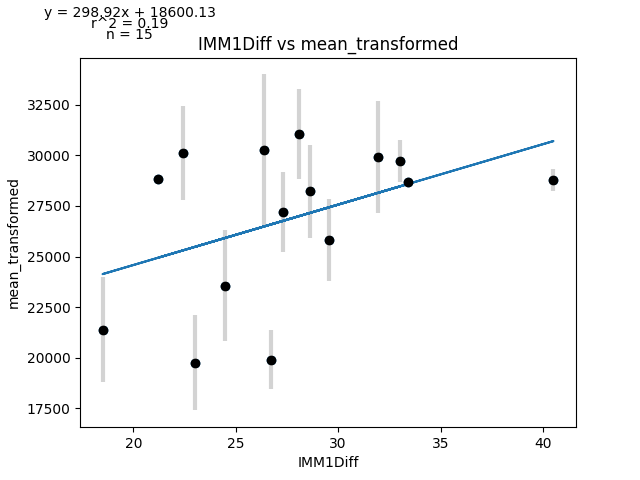 y = 298.92x + 18600.13
r^2 = 0.19
n = 15
IMM1Diff vs mean_transformed
mean_transformed
32500
30000
27500
25000
22500
20000
17500
20
25
30
35
40
IMM1Diff